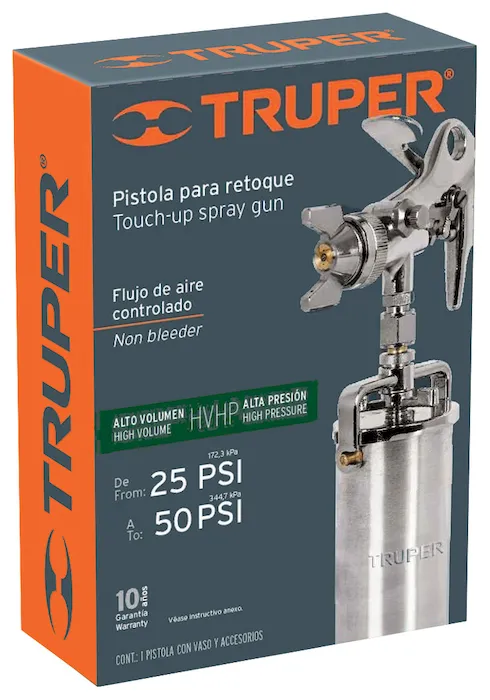 TRUPER®
TRUPER®
Pistola para retoque
Touch-up spray gun
Flujo de aire
controlado
Non bleeder
ALTO VOLUMEN HVHP ALTA PRESIÓN
HIGH VOLUME HIGH PRESSURE
172,3 kPa
De
From: 25 PSI
344,7 kPa
A
To: 50 PSI
TRUPER
10 años
Garantía
Warranty
Véase instructivo anexo.
CONT.: 1 PISTOLA CON VASO Y ACCESORIOS